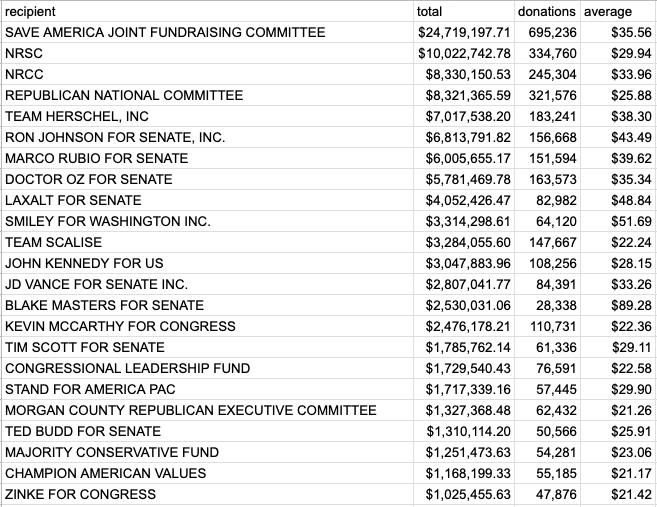 recipient total donations average
SAVE AMERICA JOINT FUNDRAISING COMMITTEE $24,719,197.71 695,236 $35.56
NRSC $10,022,742.78 334,760 $29.94
NRCC $8,330,150.53 245,304 $33.96
REPUBLICAN NATIONAL COMMITTEE $8,321,365.59 321,576 $25.88
TEAM HERSCHEL, INC $7,017,538.20 183,241 $38.30
RON JOHNSON FOR SENATE, INC. $6,813,791.82 156,668 $43.49
MARCO RUBIO FOR SENATE $6,005,655.17 151,594 $39.62
DOCTOR OZ FOR SENATE $5,781,469.78 163,573 $35.34
LAXALT FOR SENATE $4,052,426.47 82,982 $48.84
SMILEY FOR WASHINGTON INC. $3,314,298.61 64,120 $51.69
TEAM SCALISE $3,284,055.60 147,667 $22.24
JOHN KENNEDY FOR US $3,047,883.96 108,256 $28.15
JD VANCE FOR SENATE INC. $2,807,041.77 84,391 $33.26
BLAKE MASTERS FOR SENATE $2,530,031.06 28,338 $89.28
KEVIN MCCARTHY FOR CONGRESS $2,476,178.21 110,731 $22.36
TIM SCOTT FOR SENATE $1,785,762.14 61,336 $29.11
CONGRESSIONAL LEADERSHIP FUND $1,729,540.43 76,591 $22.58
STAND FOR AMERICA PAC $1,717,339.16 57,445 $29.90
MORGAN COUNTY REPUBLICAN EXECUTIVE COMMITTEE $1,327,368.48 62,432 $21.26
TED BUDD FOR SENATE $1,310,114.20 50,566 $25.91
MAJORITY CONSERVATIVE FUND $1,251,473.63 54,281 $23.06
CHAMPION AMERICAN VALUES $1,168,199.33 55,185 $21.17
ZINKE FOR CONGRESS $1,025,455.63 47,876 $21.42